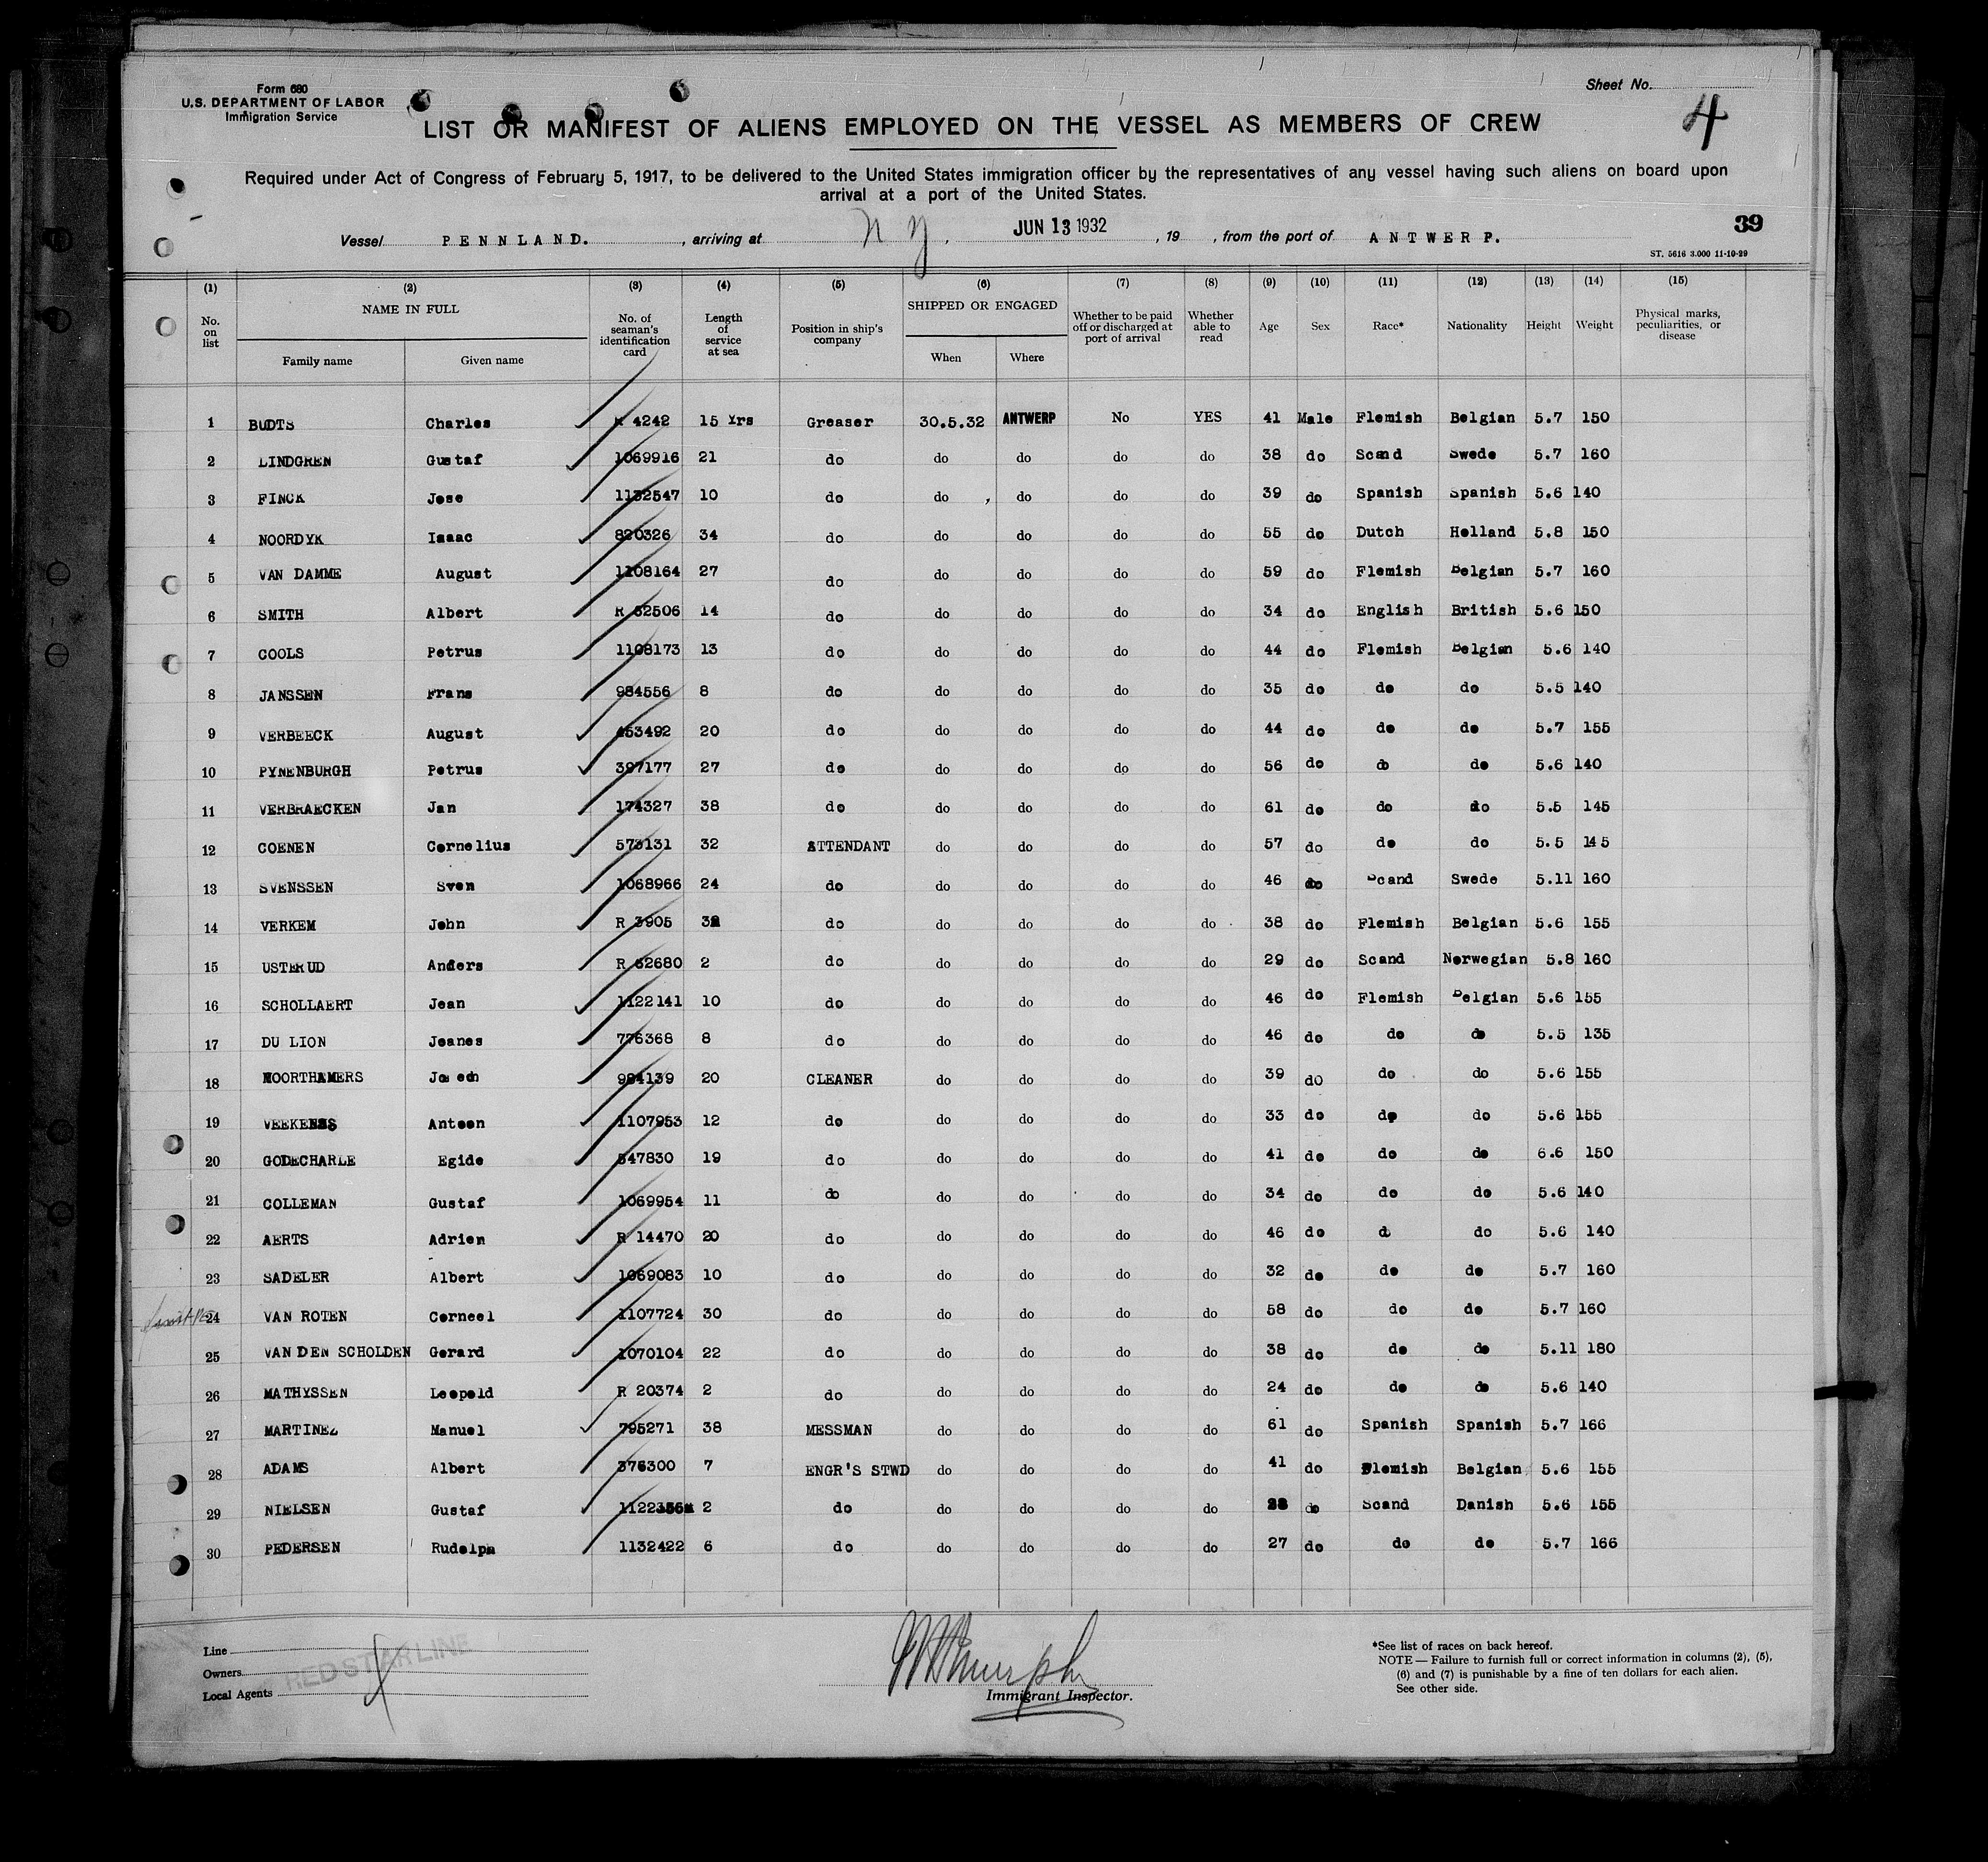 Form 680
U.S. DEPARTMENT OF LABOR
Immigration Service
Sheet No.
4
LIST OR MANIFEST OF ALIENS EMPLOYED ON THE VESSEL AS MEMBERS OF CREW
Required under Act of Congress of February 5, 1917, to be delivered to the United States immigration officer by the representatives of any vessel having such aliens on board upon
arrival at a port of the United States.
39
Vessel PENNLAND. , arriving at N Y. JUN 13 1932 , 19 , from the port of ANTWERP.
ST. 5616 3.000 11-10-29
(1) (2) (3) (4) (5) (6) (7) (8) (9) (10) (11) (12) (13) (14) (15)
No. on list NAME IN FULL Family name Given name No. of seaman's identification card Length of service at sea Position in ship's company SHIPPED OR ENGAGED When Where Whether to be paid off or discharged at port of arrival Whether able to read Age Sex Race* Nationality Height Weight Physical marks, peculiarities, or disease
1 BUDTS Charles 4242 15 Yrs Greaser 30.5.32 ANTWERP No YES 41 Male Flemish Belgian 5.7 150
2 LINDGREN Gustaf 1069916 21 do do do do do 38 do Scand Swede 5.7 160
3 FINCK Jose 1132547 10 do do , do do do 39 do Spanish Spanish 5.6 140
4 NOORDYK Isaac 820326 34 do do do do do 55 do Dutch Holland 5.8 150
5 VAN DAMME August 1108164 27 do do do do do 59 do Flemish Belgian 5.7 160
6 SMITH Albert R 62506 14 do do do do do 34 do English British 5.6 150
7 COOLS Petrus 1108173 13 do do do do do 44 do Flemish Belgian 5.6 140
8 JANSSEN Frans 984556 8 do do do do do 35 do do do 5.5 140
9 VERBEECK August 453492 20 do do do do do 44 do do do 5.7 155
10 PYNENBURGH Petrus 397177 27 do do do do do 56 do do do 5.6 140
11 VERBRAECKEN Jan 174327 38 do do do do do 61 do do do 5.5 145
12 COENEN Cornelius 573131 32 ATTENDANT do do do do 57 do do do 5.5 145
13 SVENSSEN Sven 1068966 24 do do do do do 46 do Scand Swede 5.11 160
14 VERKEM John R 3905 do do do do do 38 do Flemish Belgian 5.6 155
15 USTERUD Anders R 62680 2 do do do do do 29 do Scand Norwegian 5.8 160
16 SCHOLLAERT Jean 1122141 10 do do do do do 46 do Flemish Belgian 5.6 155
17 DU LION Jeanes 776368 8 do do do do do 46 do do do 5.5 135
18 NOORTHAMERS 984139 20 CLEANER do do do do 39 do do do 5.6 155
19 Anteon 1107953 12 do do do do do 33 do do do 5.6 155
20 GODECHARLE Egide 547830 19 do do do do do 41 do do do 6.6 150
21 COLLEMAN Gustaf 1069954 11 do do do do do 34 do do do 5.6 140
22 AERTS Adrien R 14470 20 do do do do do 46 do d do 5.6 140
23 SADELER Albert 1069083 10 do do do do do 32 do do do 5.7 160
24 VAN ROTEN Corneel 1107724 30 do do do do do 58 do do do 5.7 160
25 VAN DEN SCHOLDEN Gerard 1070104 22 do do do do do 38 do do do 5.11 180
26 MATHYSSEN Leopold R 20374 2 do do do do do 24 do do do 5.6 140
27 MARTINEZ Manuel 795271 38 MESSMAN do do do do 61 do Spanish Spanish 5.7 166
28 ADAMS Albert 376300 7 ENGR'S STWD do do do do 41 do Flemish Belgian 5.6 155
29 NIELSEN Gustaf 2 do do do do do do Scand Danish 5.6 155
30 PEDERSEN Rudolph 1132422 6 do do do do do 27 do do do 5.7 166
Line
Owners
Local Agents
RED STAR LINE
Immigrant Inspector.
*See list of races on back hereof.
NOTE — Failure to furnish full or correct information in columns (2), (5),
(6) and (7) is punishable by a fine of ten dollars for each alien.
See other side.